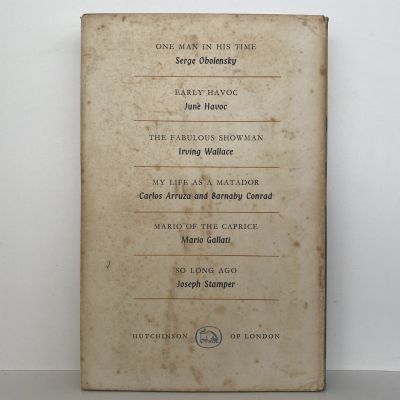 ONE MAN IN HIS TIME
Serge Obolensky
EARLY HAVOC
June Havoc
THE FABULOUS SHOWMAN
Irving Wallace
MY LIFE AS A MATADOR
Carlos Arruza and Barnaby Conrad
MARIO OF THE CAPRICE
Mario Gallati
SO LONG AGO
Joseph Stamper
HUTCHINSON OF LONDON